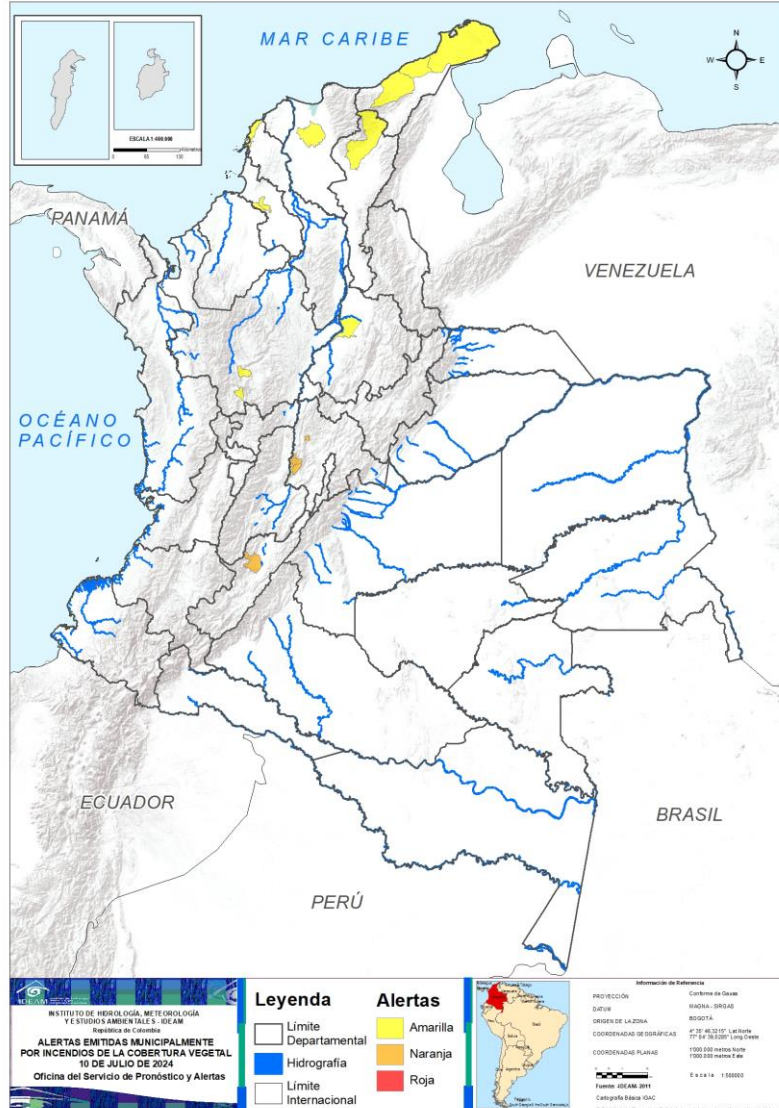 MAR CARIBE
N
W
E
S
ESCALA 1:400.000
PANAMÁ
VENEZUELA
OCÉANO
PACÍFICO
ECUADOR
BRASIL
PERÚ
IDEAM
INSTITUTO DE HIDROLOGÍA, METEOROLOGÍA
Y ESTUDIOS AMBIENTALES - IDEAM
República de Colombia
ALERTAS EMITIDAS MUNICIPALMENTE
POR INCENDIOS DE LA COBERTURA VEGETAL
10 DE JULIO DE 2024
Oficina del Servicio de Pronóstico y Alertas
Leyenda
Límite
Departamental
Hidrografía
Límite
Internacional
Alertas
Amarilla
Naranja
Roja
Información de Referencia
PROYECCIÓN Conforme de Gauss
DATUM MAGNA - SIRGAS
ORIGEN DE LA ZONA BOGOTÁ
COORDENADAS GEOGRÁFICAS
COORDENADAS PLANAS 1'000.000 metros Norte
1'000.000 metros Este
Fuente: IDEAM 2011
Cartografía Básica IGAC